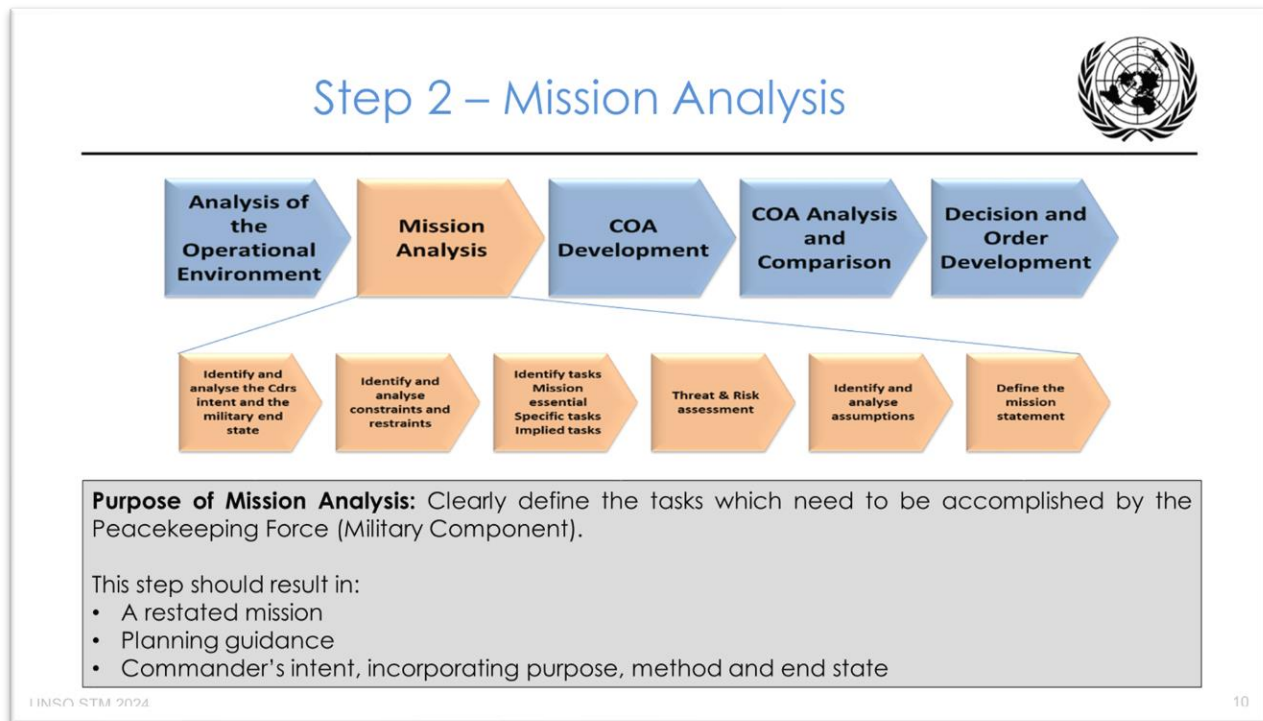 Step 2 – Mission Analysis
Analysis of
the
Operational
Environment
Mission
Analysis
COA
Development
COA Analysis
and
Comparison
Decision and
Order
Development
Identify and
analyse the Cdrs
intent and the
military end
state
Identify and
analyse
constraints and
restraints
Identify tasks
Mission
essential
Specific tasks
Implied tasks
Threat & Risk
assessment
Identify and
analyse
assumptions
Define the
mission
statement
Purpose of Mission Analysis: Clearly define the tasks which need to be accomplished by the
Peacekeeping Force (Military Component).
This step should result in:
• A restated mission
• Planning guidance
• Commander’s intent, incorporating purpose, method and end state
UNSO STM 2024
10